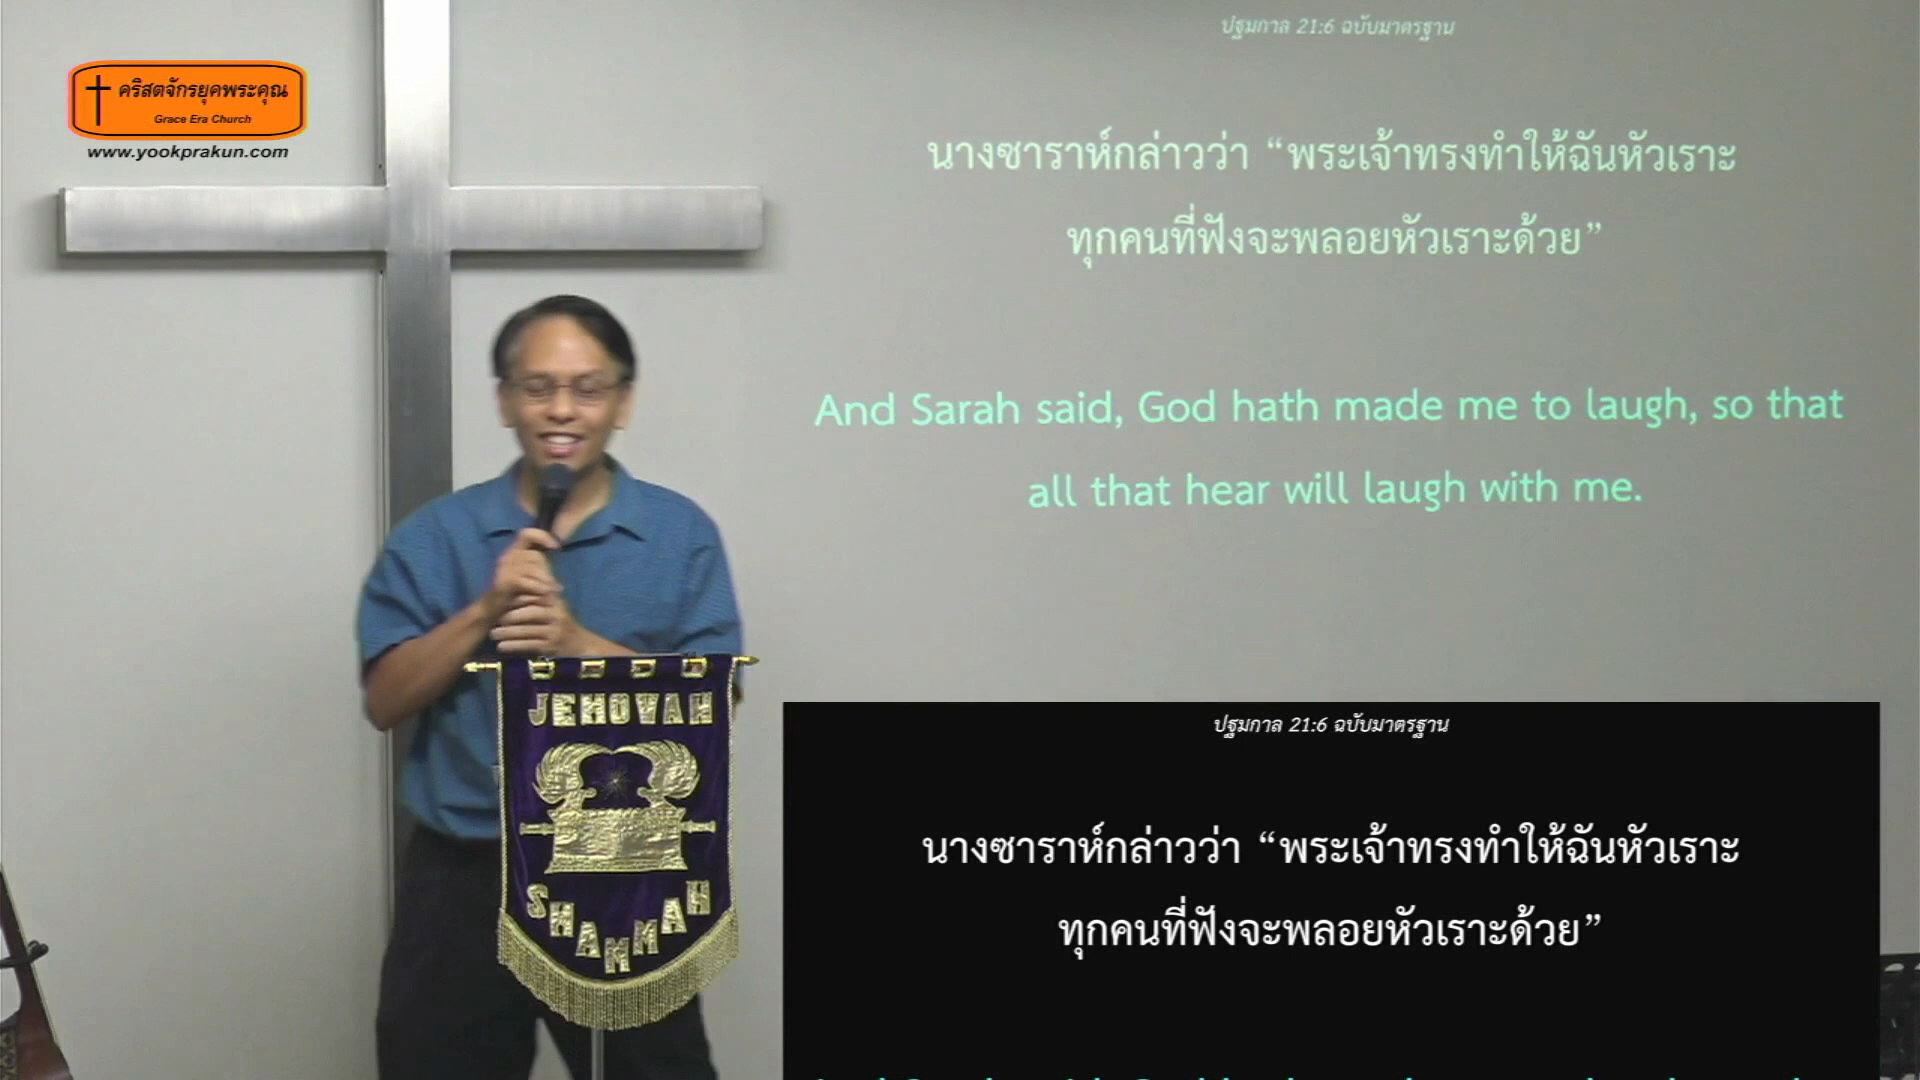 คริสตจักรยุคพระคุณ
Grace Era Church
www.yookprakun.com
ปฐมกาล 21:6 ฉบับมาตรฐาน
นางซาราห์กล่าวว่า “พระเจ้าทรงทำให้ฉันหัวเราะ
ทุกคนที่ฟังจะพลอยหัวเราะด้วย”
And Sarah said, God hath made me to laugh, so that
all that hear will laugh with me.
JEHOVAH
SHAMMAH
ปฐมกาล 21:6 ฉบับมาตรฐาน
นางซาราห์กล่าวว่า “พระเจ้าทรงทำให้ฉันหัวเราะ
ทุกคนที่ฟังจะพลอยหัวเราะด้วย”